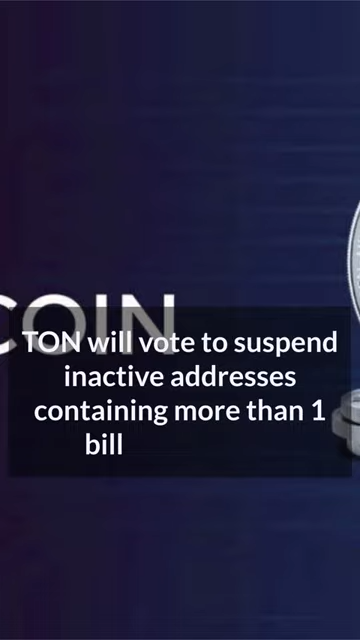 COIN
TON will vote to suspend
inactive addresses
containing more than 1
bill